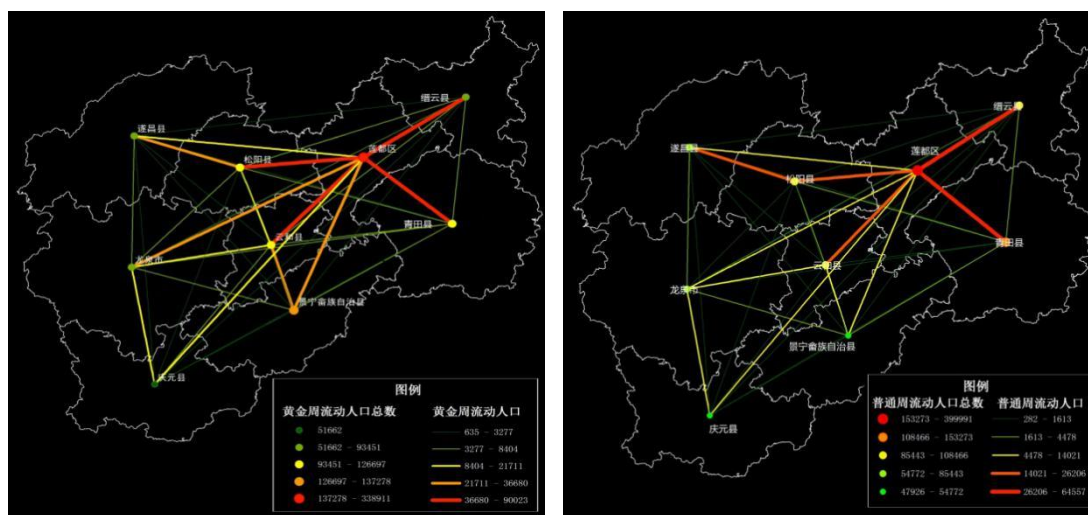 缙云县
遂昌县
莲都区
松阳县
青田县
云和县
龙泉市
景宁畲族自治县
庆元县
图例
黄金周流动人口总数
黄金周流动人口
51662
635 - 3277
51662 - 93451
3277 - 8404
93451 - 126697
8404 - 21711
126697 - 137278
21711 - 36680
137278 - 338911
36680 - 90023
缙云县
遂昌县
莲都区
松阳县
青田县
云和县
龙泉市
景宁畲族自治县
庆元县
图例
普通周流动人口总数
普通周流动人口
153273 - 399991
282 - 1613
108466 - 153273
1613 - 4478
85443 - 108466
4478 - 14021
54772 - 85443
14021 - 26206
47926 - 54772
26206 - 64557